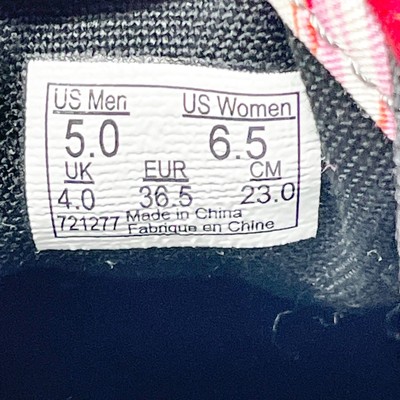 US Men US Women
5.0 6.5
UK EUR CM
4.0 36.5 23.0
721277 Made in China
Fabrique en Chine